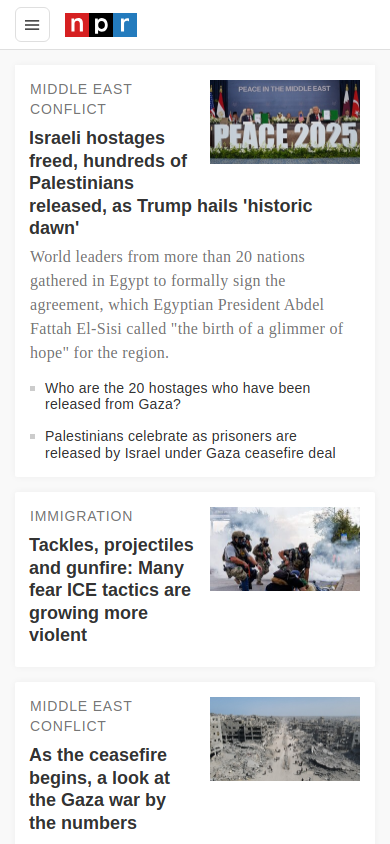 npr
MIDDLE EAST
CONFLICT
Israeli hostages
freed, hundreds of
Palestinians
released, as Trump hails 'historic
dawn'
PEACE IN THE MIDDLE EAST
PEACE 2025
World leaders from more than 20 nations
gathered in Egypt to formally sign the
agreement, which Egyptian President Abdel
Fattah El-Sisi called "the birth of a glimmer of
hope" for the region.
Who are the 20 hostages who have been
released from Gaza?
Palestinians celebrate as prisoners are
released by Israel under Gaza ceasefire deal
IMMIGRATION
Tackles, projectiles
and gunfire: Many
fear ICE tactics are
growing more
violent
MIDDLE EAST
CONFLICT
As the ceasefire
begins, a look at
the Gaza war by
the numbers